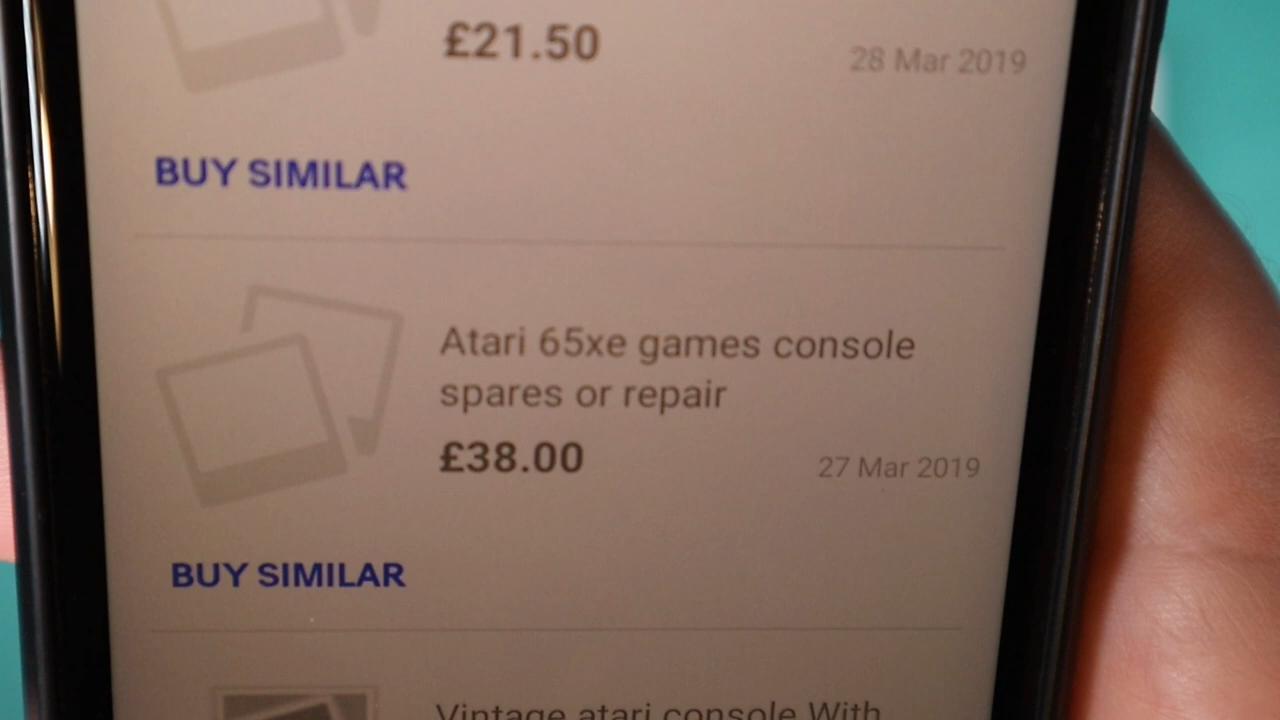 £21.50
28 Mar 2019
BUY SIMILAR
Atari 65xe games console
spares or repair
£38.00
27 Mar 2019
BUY SIMILAR
Vintage atari console With